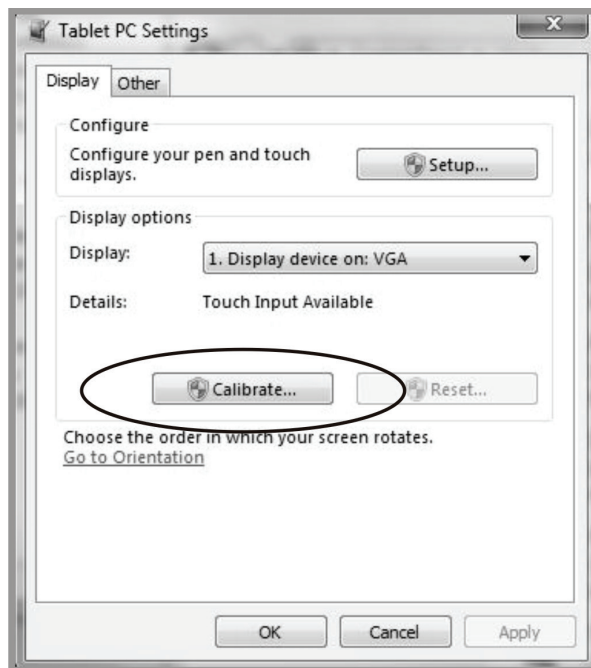 Tablet PC Settings
X
Display Other
Configure
Configure your pen and touch
displays.
Setup...
Display options
Display:
1. Display device on: VGA
Details:
Touch Input Available
Calibrate...
Reset...
Choose the order in which your screen rotates.
Go to Orientation
OK
Cancel
Apply